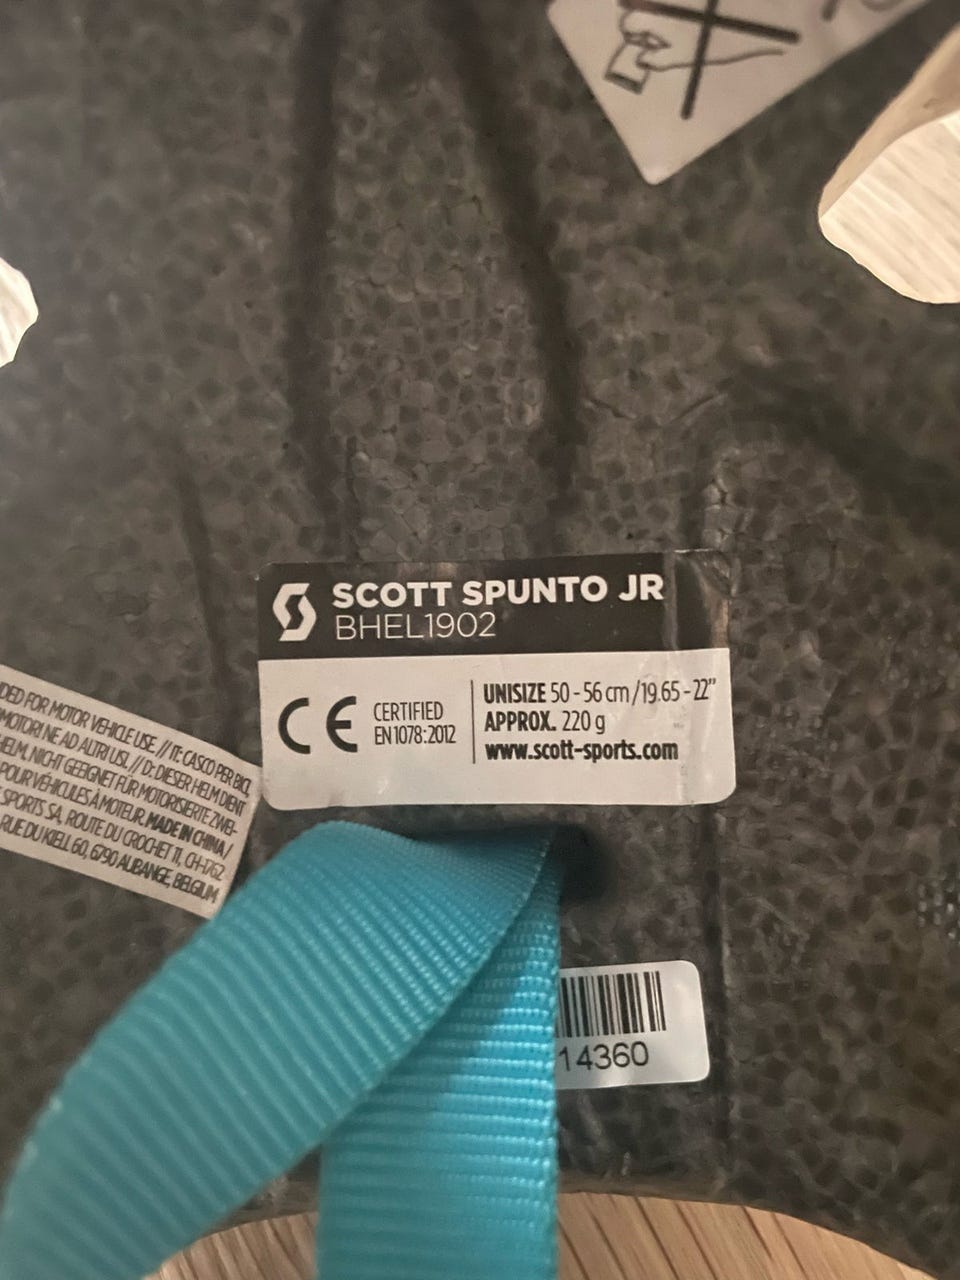 SCOTT SPUNTO JR
BHEL1902
CE
CERTIFIED
EN1078:2012
UNISIZE 50 - 56 cm / 19.65 - 22"
APPROX. 220 g
www.scott-sports.com
DED FOR MOTOR VEHICLE USE. // IT: CASCO PER BICI,
MOTORI NE AD ALTRI USI. // D: DIESER HELM DIENT
HELM, NICHT GEEIGNET FÜR MOTORISIERTE ZWEI-
POUR VÉHICULES À MOTEUR. MADE IN CHINA /
SPORTS SA, ROUTE DU CROCHET 11, CH-1762
RUE DU KIELL 60, 6790 AUBANGE, BELGIUM
14360